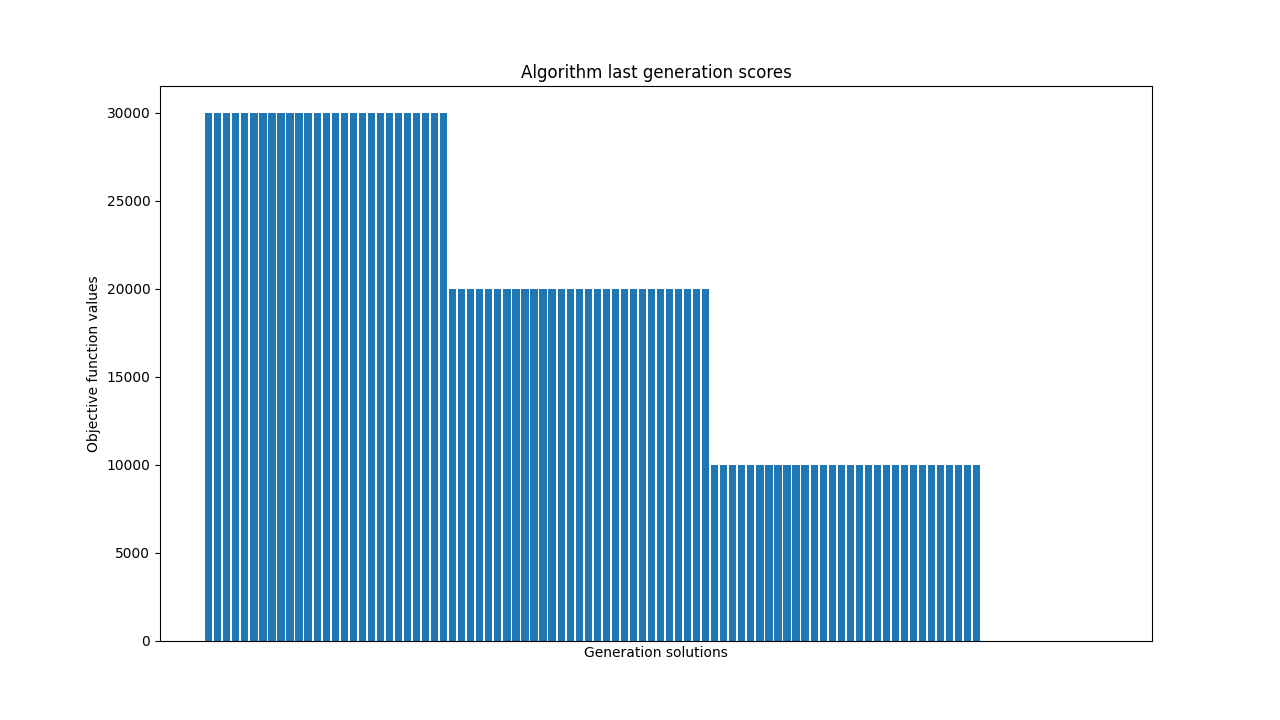 Algorithm last generation scores
30000
25000
20000
15000
10000
5000
0
Objective function values
Generation solutions